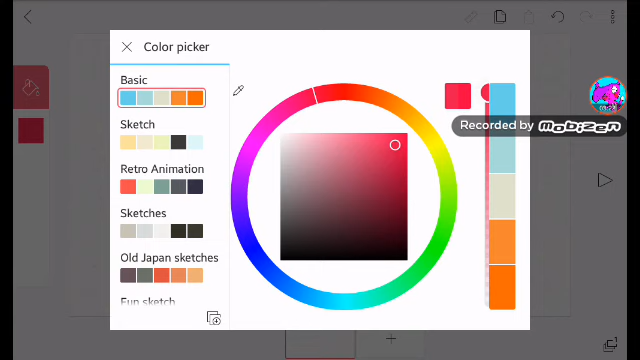 Color picker
Basic
Sketch
Retro Animation
Sketches
Old Japan sketches
Fun sketch
Recorded by mobizen